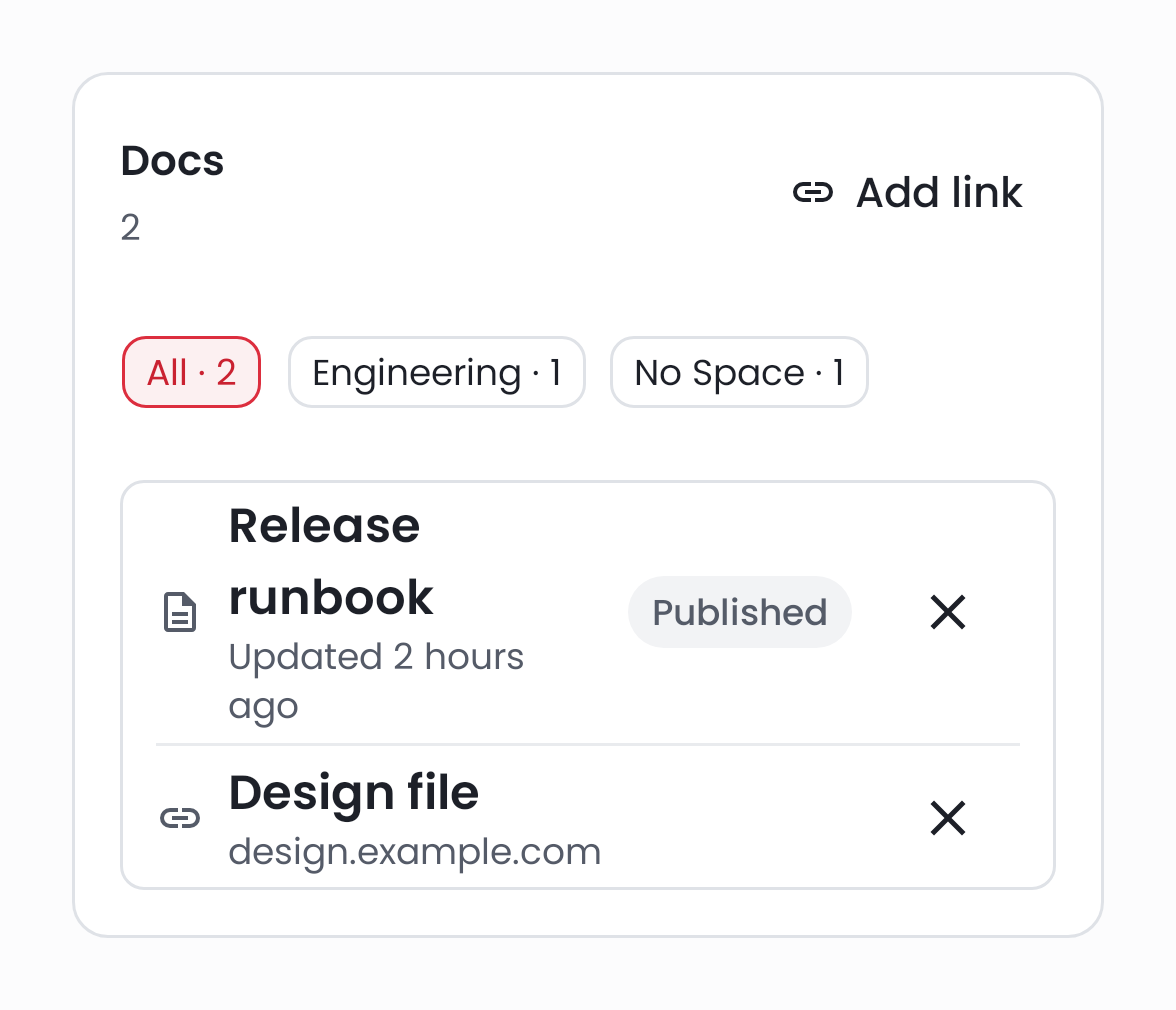 Docs
2
Add link
All · 2
Engineering · 1
No Space · 1
Release
runbook
Updated 2 hours
ago
Published
Design file
design.example.com